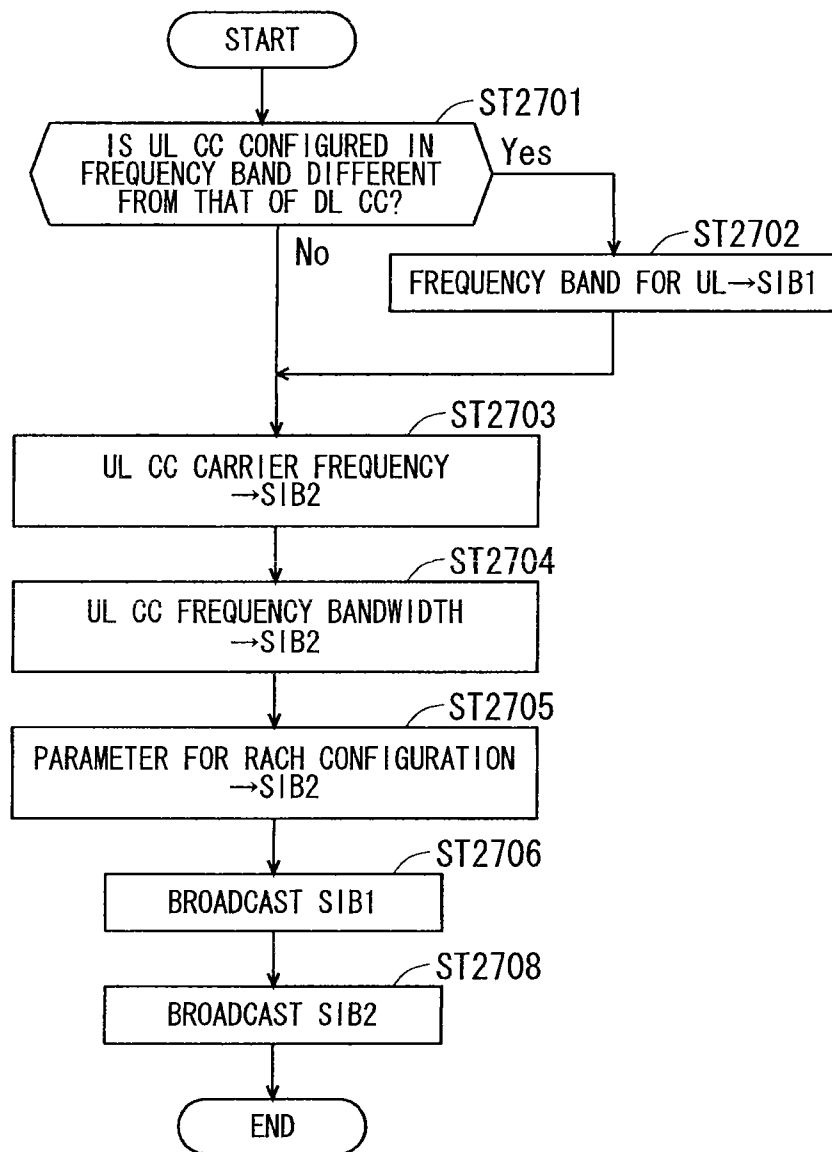 START
ST2701
IS UL CC CONFIGURED IN
FREQUENCY BAND DIFFERENT
FROM THAT OF DL CC?
Yes
No
ST2702
FREQUENCY BAND FOR UL→SIB1
ST2703
UL CC CARRIER FREQUENCY
→SIB2
ST2704
UL CC FREQUENCY BANDWIDTH
→SIB2
ST2705
PARAMETER FOR RACH CONFIGURATION
→SIB2
ST2706
BROADCAST SIB1
ST2708
BROADCAST SIB2
END